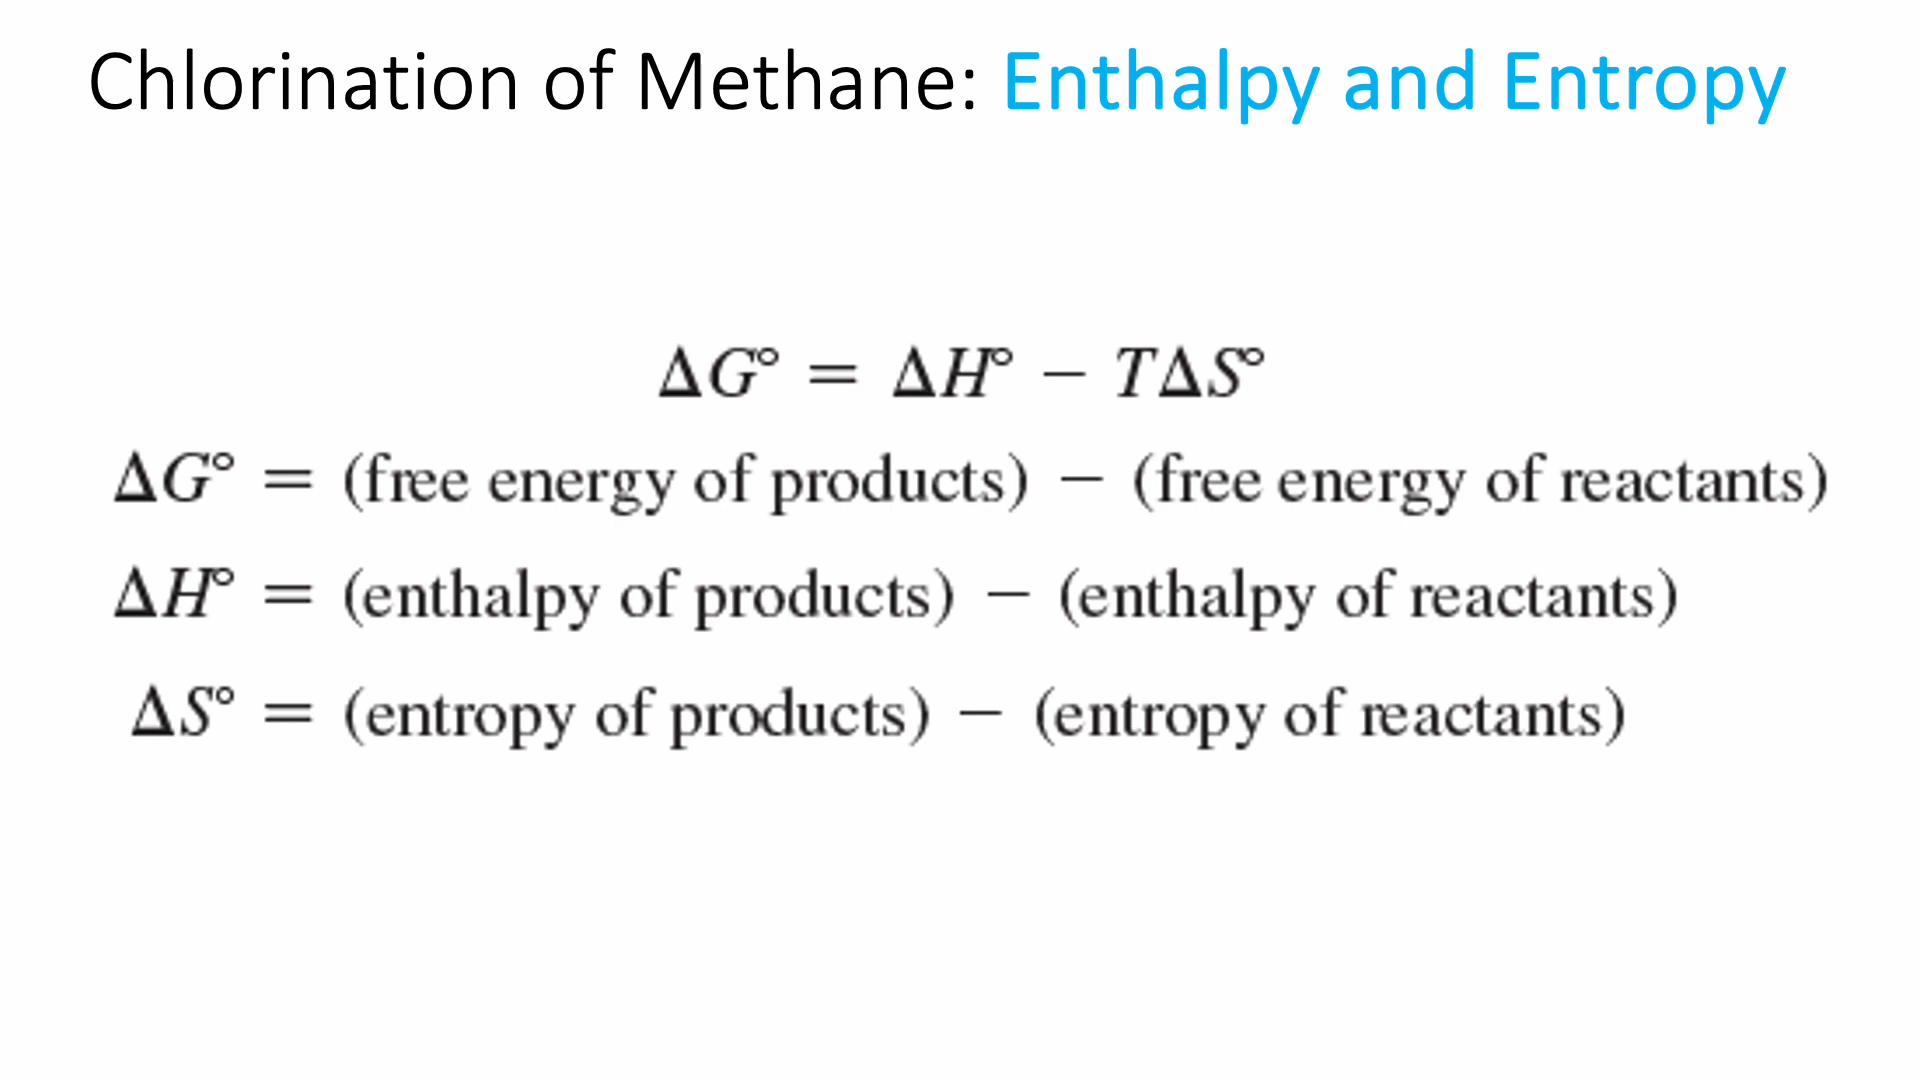 Chlorination of Methane: Enthalpy and Entropy
ΔG° = ΔH° − TΔS°
ΔG° = (free energy of products) − (free energy of reactants)
ΔH° = (enthalpy of products) − (enthalpy of reactants)
ΔS° = (entropy of products) − (entropy of reactants)